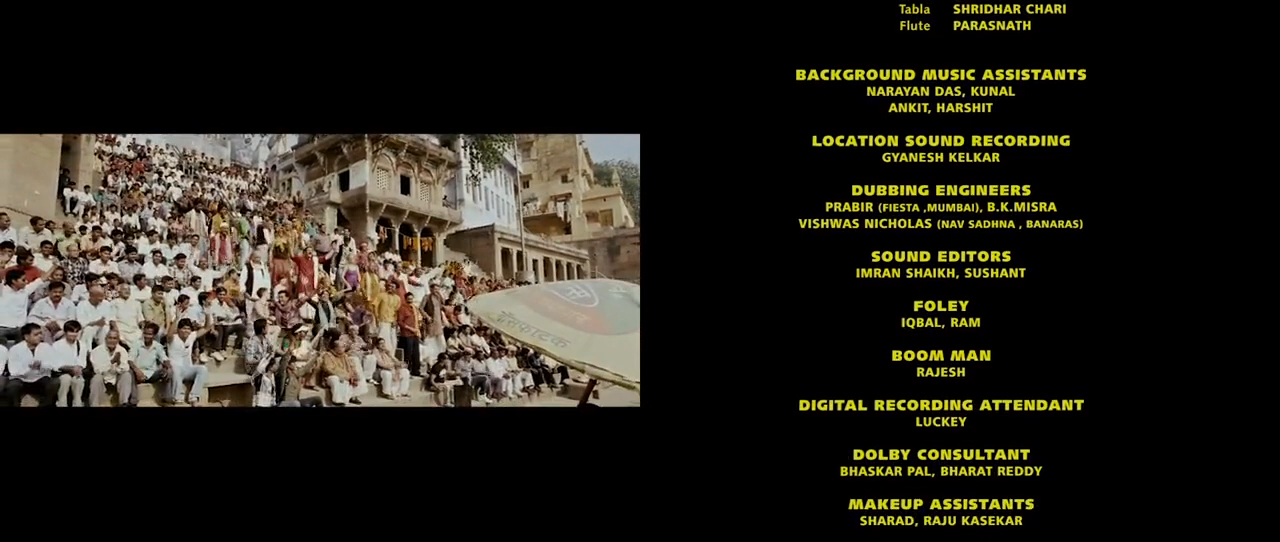 Tabla SHRIDHAR CHARI
Flute PARASNATH
BACKGROUND MUSIC ASSISTANTS
NARAYAN DAS, KUNAL
ANKIT, HARSHIT
LOCATION SOUND RECORDING
GYANESH KELKAR
DUBBING ENGINEERS
PRABIR (FIESTA ,MUMBAI), B.K.MISRA
VISHWAS NICHOLAS (NAV SADHNA , BANARAS)
SOUND EDITORS
IMRAN SHAIKH, SUSHANT
FOLEY
IQBAL, RAM
BOOM MAN
RAJESH
DIGITAL RECORDING ATTENDANT
LUCKEY
DOLBY CONSULTANT
BHASKAR PAL, BHARAT REDDY
MAKEUP ASSISTANTS
SHARAD, RAJU KASEKAR